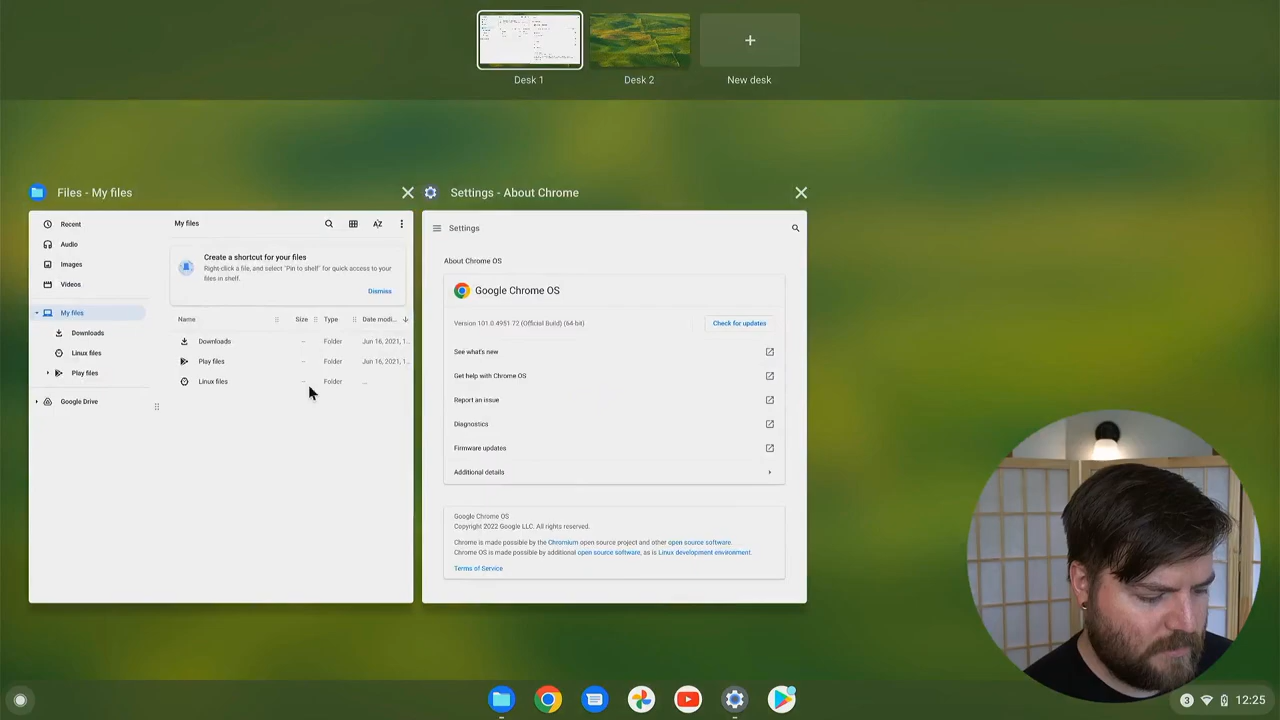 Desk 1
Desk 2
New desk
Files - My files
Recent
Audio
Images
Videos
My files
Downloads
Linux files
Play files
Google Drive
My files
Create a shortcut for your files
Right-click a file, and select "Pin to shelf" for quick access to your
files in shelf.
Dismiss
Name Size Type Date modi...
Downloads -- Folder Jun 16, 2021, 1...
Play files -- Folder Jun 16, 2021, 1...
Linux files -- Folder ...
Settings - About Chrome
Settings
About Chrome OS
Google Chrome OS
Version 101.0.4951.72 (Official Build) (64-bit)
Check for updates
See what's new
Get help with Chrome OS
Report an issue
Diagnostics
Firmware updates
Additional details
Google Chrome OS
Copyright 2022 Google LLC. All rights reserved.
Chrome is made possible by the Chromium open source project and other open source software.
Chrome OS is made possible by additional open source software, as is Linux development environment.
Terms of Service
3 12:25